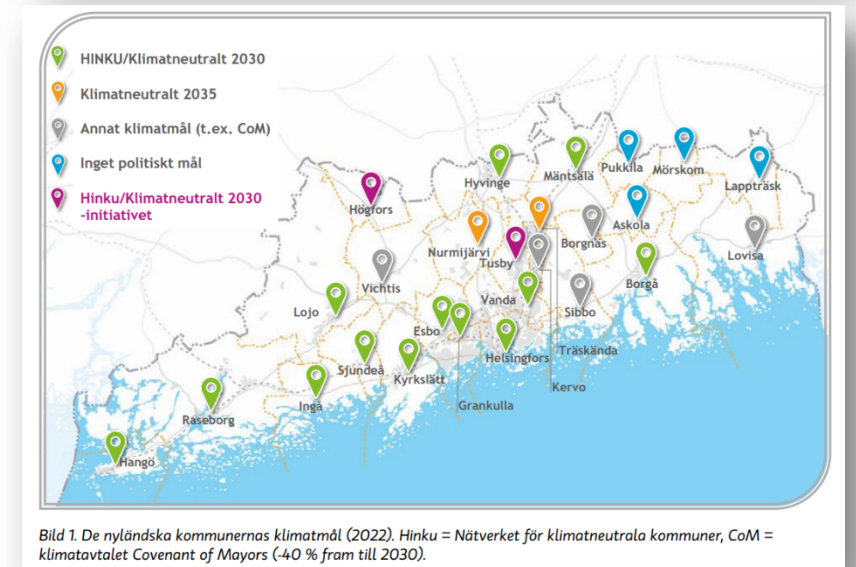 HINKU/Klimatneutralt 2030
Klimatneutralt 2035
Annat klimatmål (t.ex. CoM)
Inget politiskt mål
Hinku/Klimatneutralt 2030
-initiativet
Högfors
Hyvinge
Mäntsälä
Pukkila
Mörskom
Lappträsk
Askola
Nurmijärvi
Tusby
Borgnäs
Lovisa
Vichtis
Borgå
Vanda
Sibbo
Lojo
Esbo
Helsingfors
Träskända
Sjundeå
Kyrkslätt
Kervo
Ingå
Grankulla
Raseborg
Hangö
Bild 1. De nyländska kommunernas klimatmål (2022). Hinku = Nätverket för klimatneutrala kommuner, CoM =
klimatavtalet Covenant of Mayors (-40 % fram till 2030).